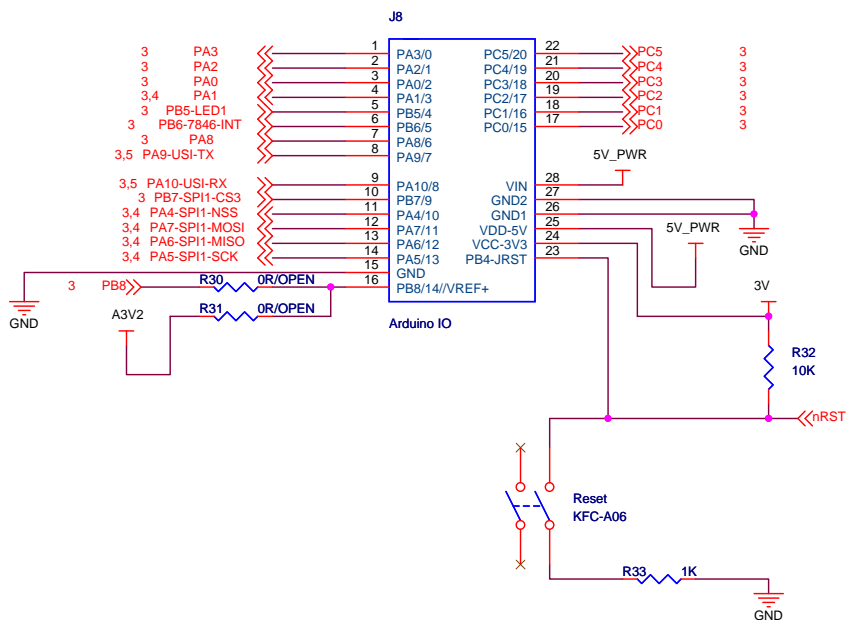 J8
3 PA3 1 PA3/0 PC5/20 22 PC5 3
3 PA2 2 PA2/1 PC4/19 21 PC4 3
3 PA0 3 PA0/2 PC3/18 20 PC3 3
3,4 PA1 4 PA1/3 PC2/17 19 PC2 3
3 PB5-LED1 5 PB5/4 PC1/16 18 PC1 3
3 PB6-7846-INT 6 PB6/5 PC0/15 17 PC0 3
3 PA8 7 PA8/6
3,5 PA9-USI-TX 8 PA9/7
5V_PWR
3,5 PA10-USI-RX 9 PA10/8 VIN 28
3 PB7-SPI1-CS3 10 PB7/9 GND2 27
3,4 PA4-SPI1-NSS 11 PA4/10 GND1 26
3,4 PA7-SPI1-MOSI 12 PA7/11 VDD-5V 25 5V_PWR
3,4 PA6-SPI1-MISO 13 PA6/12 VCC-3V3 24
3,4 PA5-SPI1-SCK 14 PA5/13 PB4-JRST 23 GND
15 GND
R30 0R/OPEN
3 PB8 16 PB8/14//VREF+ 3V
R31 0R/OPEN
GND A3V2 Arduino IO
R32
10K
nRST
Reset
KFC-A06
R33 1K
GND